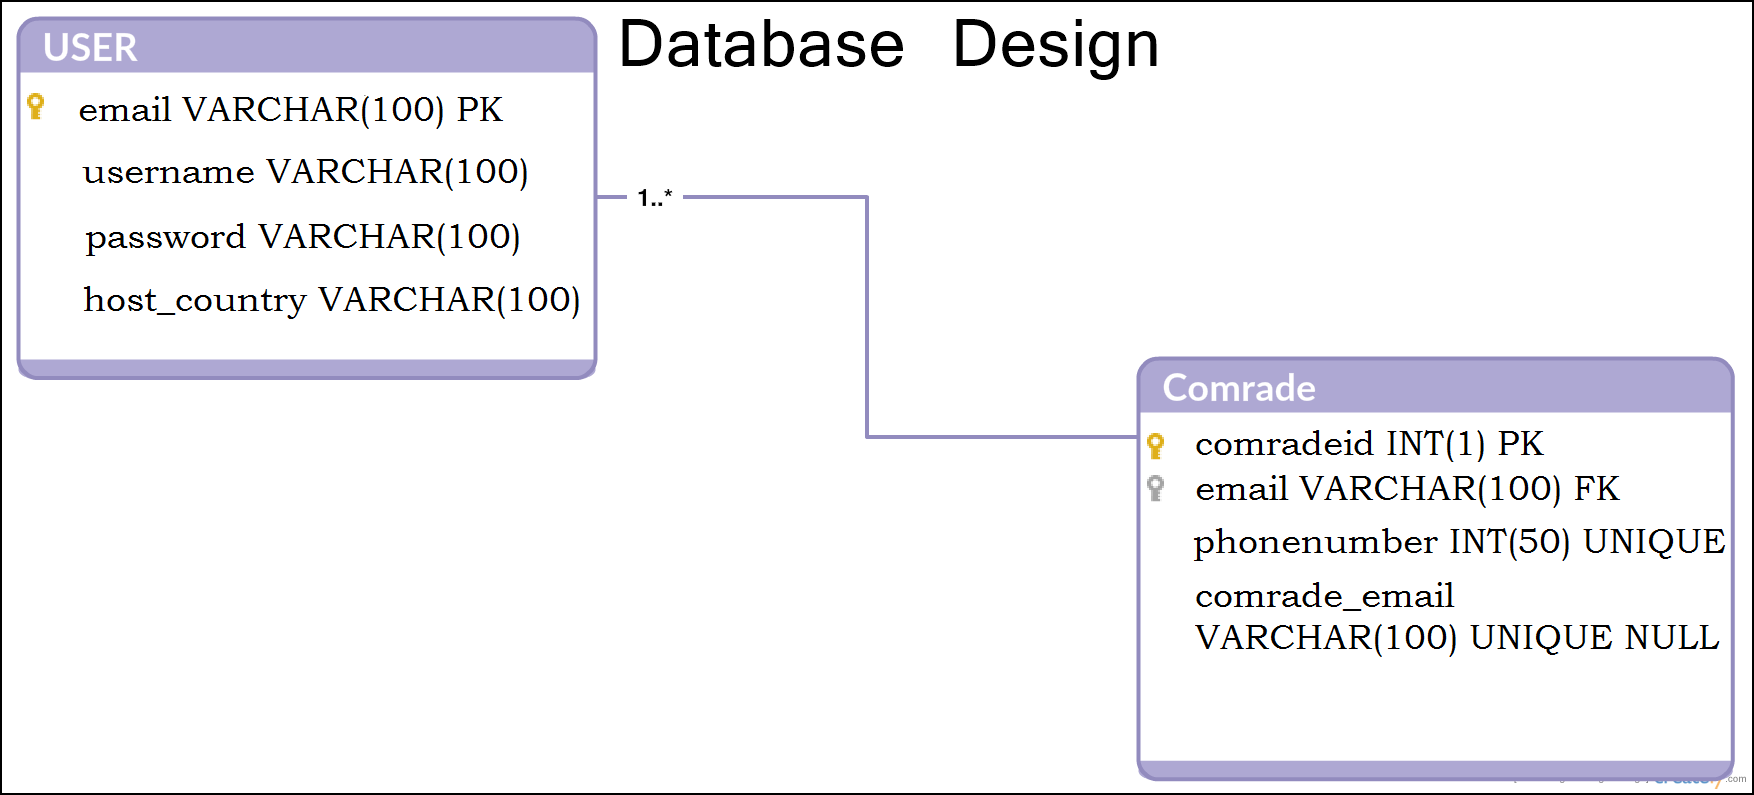 Database Design
USER
email VARCHAR(100) PK
username VARCHAR(100)
password VARCHAR(100)
host_country VARCHAR(100)
1..*
Comrade
comradeid INT(1) PK
email VARCHAR(100) FK
phonenumber INT(50) UNIQUE
comrade_email
VARCHAR(100) UNIQUE NULL
.com